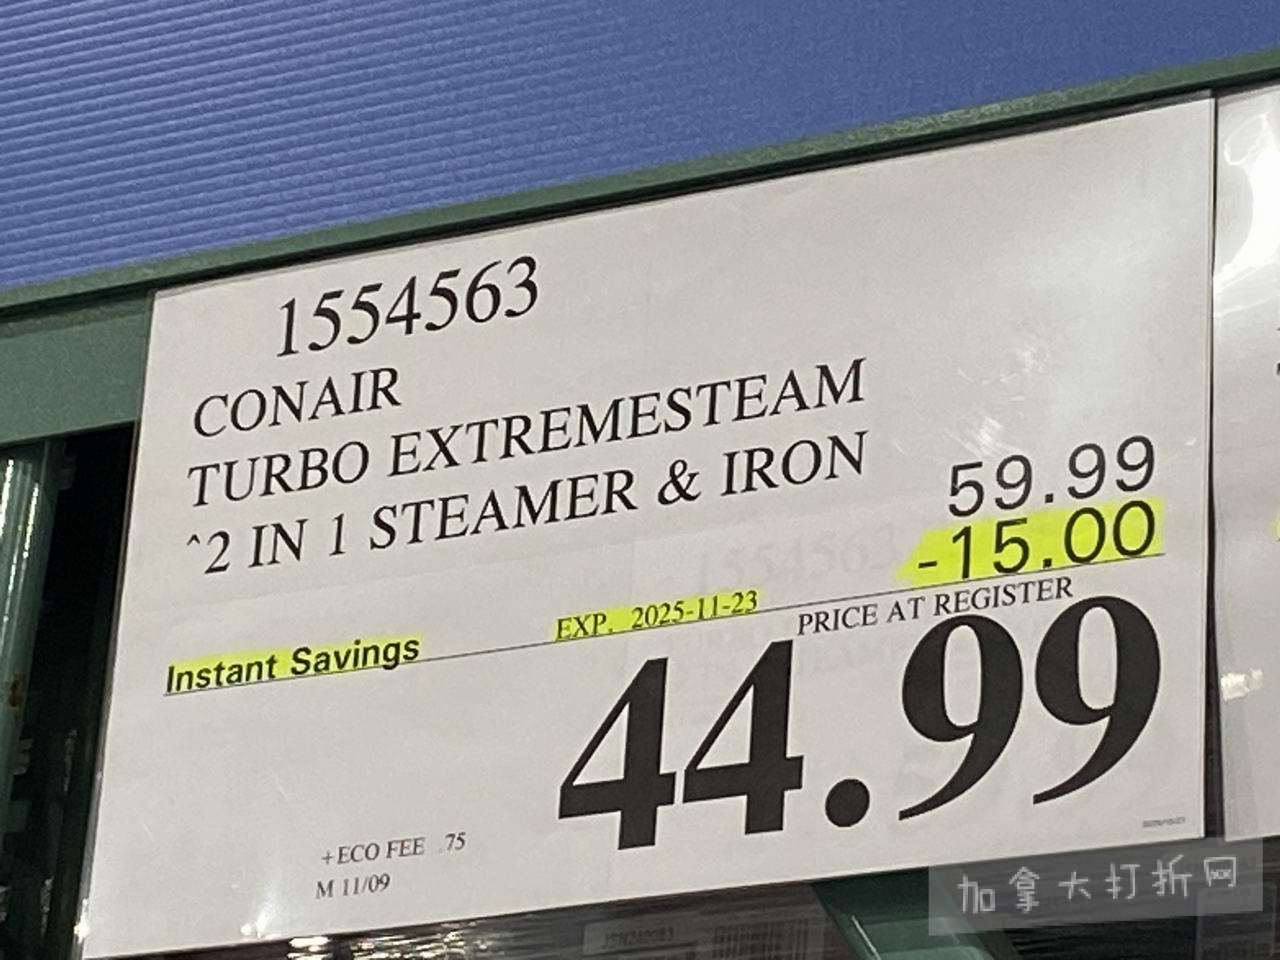 1554563
CONAIR
TURBO EXTREMESTEAM
^2 IN 1 STEAMER & IRON
59.99
-15.00
Instant Savings
EXP. 2025-11-23
PRICE AT REGISTER
44.99
+ECO FEE .75
M 11/09
加拿大打折网